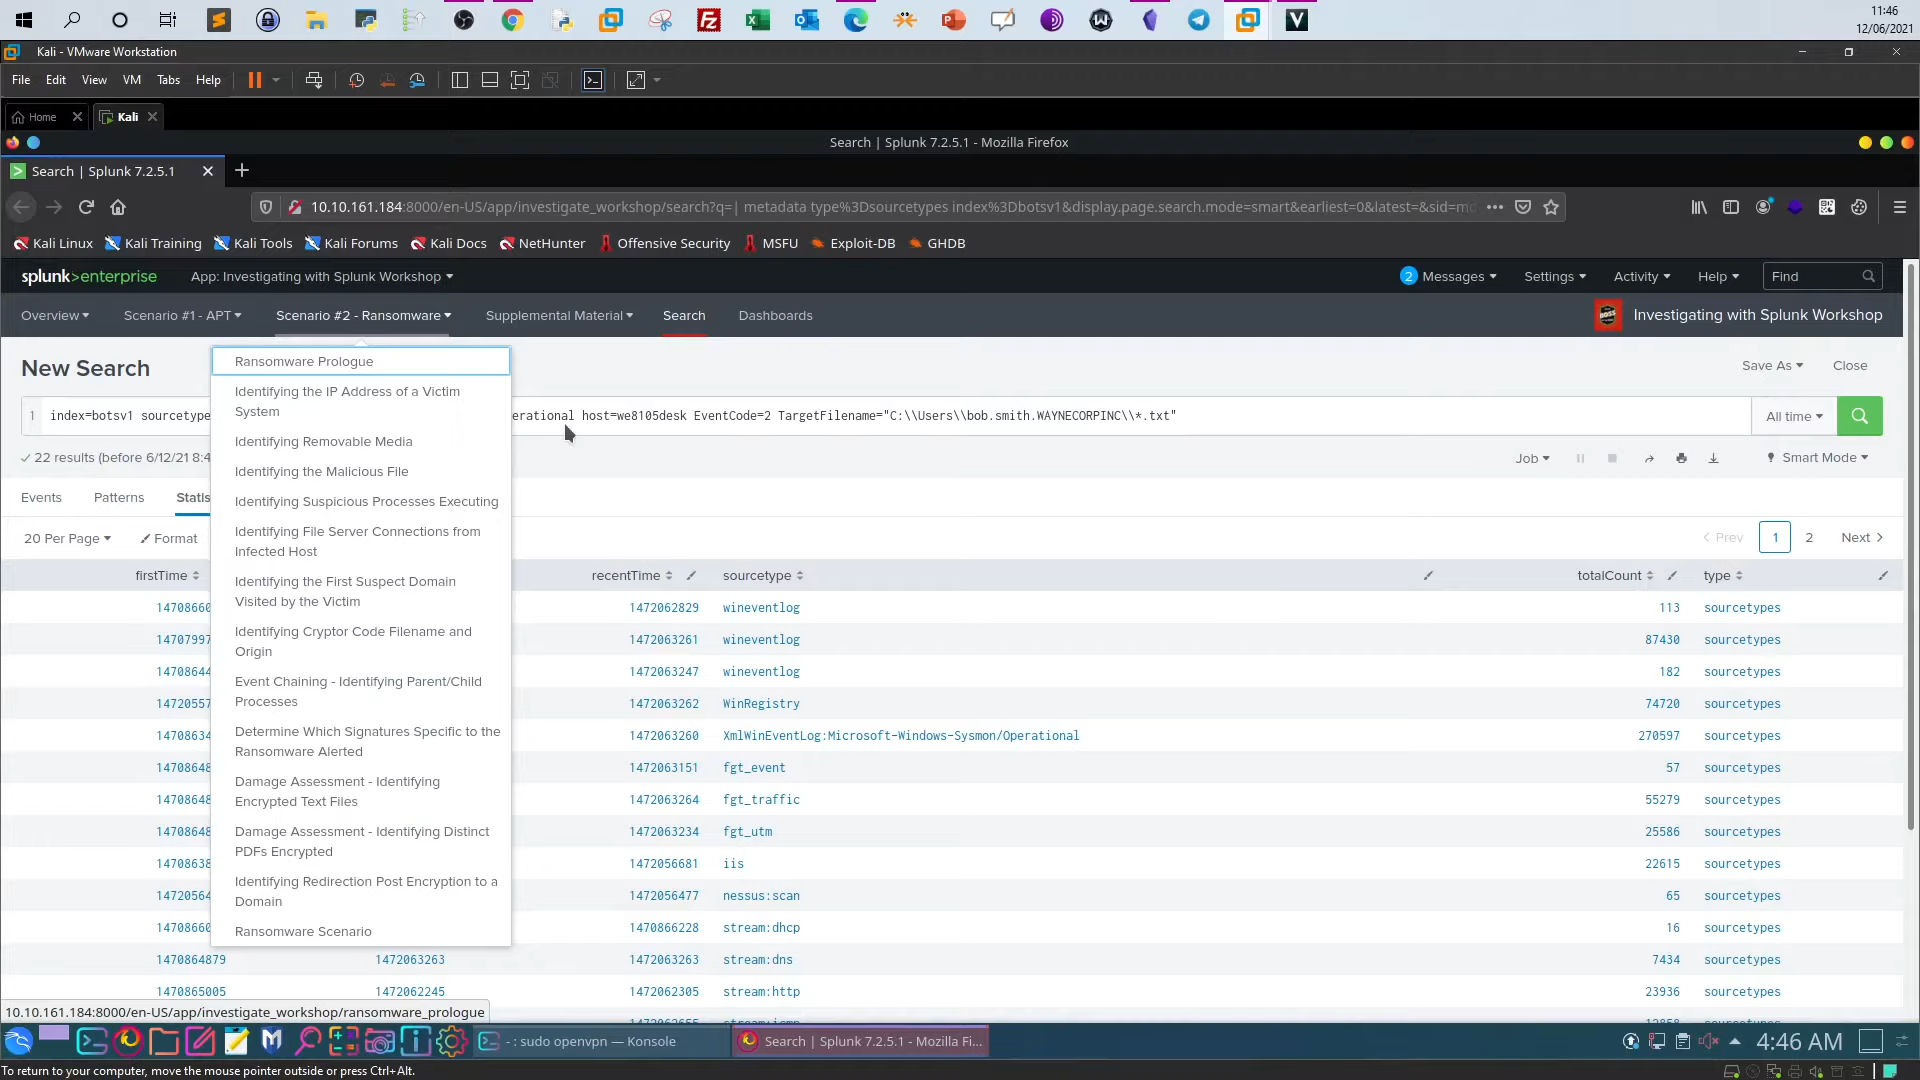 11:46
12/06/2021
Kali - VMware Workstation
File Edit View VM Tabs Help
Home Kali
Search | Splunk 7.2.5.1 - Mozilla Firefox
Search | Splunk 7.2.5.1
10.10.161.184:8000/en-US/app/investigate_workshop/search?q=| metadata type%3Dsourcetypes index%3Dbotsv1&display.page.search.mode=smart&earliest=0&latest=&sid=md
Kali Linux Kali Training Kali Tools Kali Forums Kali Docs NetHunter Offensive Security MSFU Exploit-DB GHDB
splunk>enterprise App: Investigating with Splunk Workshop 2 Messages Settings Activity Help Find
Overview Scenario #1 - APT Scenario #2 - Ransomware Supplemental Material Search Dashboards Investigating with Splunk Workshop
New Search Save As Close
1 index=botsv1 sourcetype erational host=we8105desk EventCode=2 TargetFilename="C:\\Users\\bob.smith.WAYNECORPINC\\*.txt" All time
22 results (before 6/12/21 8:4 Job Smart Mode
Events Patterns Statis
20 Per Page Format Prev 1 2 Next
Ransomware Prologue
Identifying the IP Address of a Victim
System
Identifying Removable Media
Identifying the Malicious File
Identifying Suspicious Processes Executing
Identifying File Server Connections from
Infected Host
Identifying the First Suspect Domain
Visited by the Victim
Identifying Cryptor Code Filename and
Origin
Event Chaining - Identifying Parent/Child
Processes
Determine Which Signatures Specific to the
Ransomware Alerted
Damage Assessment - Identifying
Encrypted Text Files
Damage Assessment - Identifying Distinct
PDFs Encrypted
Identifying Redirection Post Encryption to a
Domain
Ransomware Scenario
firstTime recentTime sourcetype totalCount type
1470866 1472062829 wineventlog 113 sourcetypes
1470799 1472063261 wineventlog 87430 sourcetypes
1470864 1472063247 wineventlog 182 sourcetypes
1472055 1472063262 WinRegistry 74720 sourcetypes
1470863 1472063260 XmlWinEventLog:Microsoft-Windows-Sysmon/Operational 270597 sourcetypes
1470864 1472063151 fgt_event 57 sourcetypes
1470864 1472063264 fgt_traffic 55279 sourcetypes
1470864 1472063234 fgt_utm 25586 sourcetypes
1470863 1472056681 iis 22615 sourcetypes
1472056 1472056477 nessus:scan 65 sourcetypes
1470866 1470866228 stream:dhcp 16 sourcetypes
1470864879 1472063263 1472063263 stream:dns 7434 sourcetypes
1470865005 1472062245 1472062305 stream:http 23936 sourcetypes
10.10.161.184:8000/en-US/app/investigate_workshop/ransomware_prologue
- : sudo openvpn — Konsole Search | Splunk 7.2.5.1 - Mozilla Fi... 4:46 AM
To return to your computer, move the mouse pointer outside or press Ctrl+Alt.